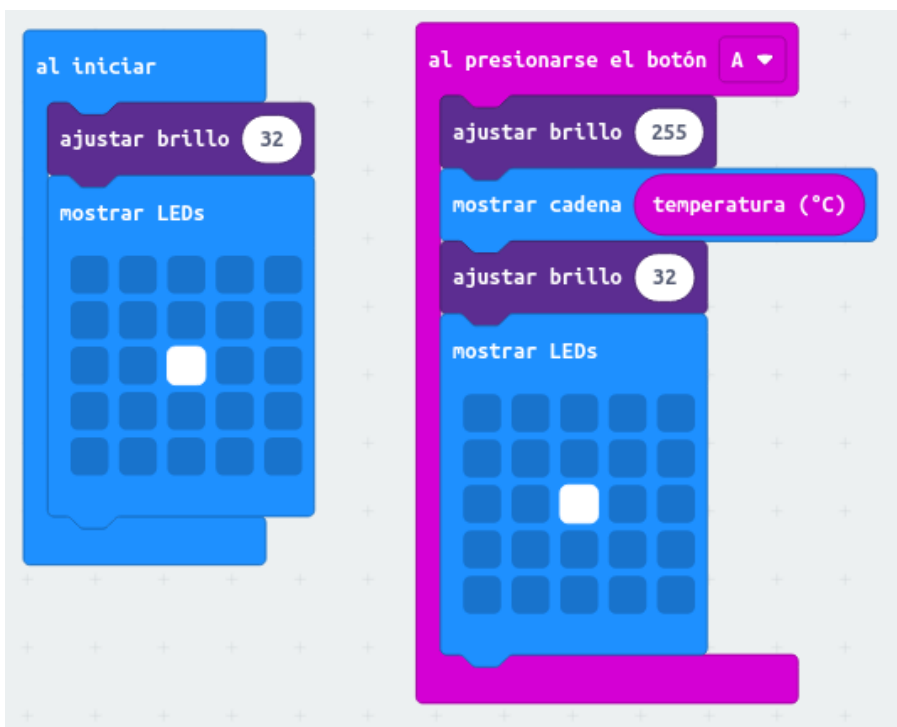 al iniciar
ajustar brillo 32
mostrar LEDs
al presionarse el botón A
ajustar brillo 255
mostrar cadena temperatura (°C)
ajustar brillo 32
mostrar LEDs